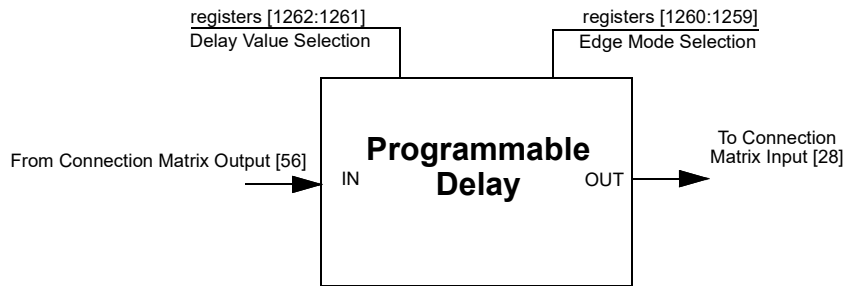 registers [1262:1261]
Delay Value Selection
registers [1260:1259]
Edge Mode Selection
From Connection Matrix Output [56]
IN
Programmable
Delay
OUT
To Connection
Matrix Input [28]